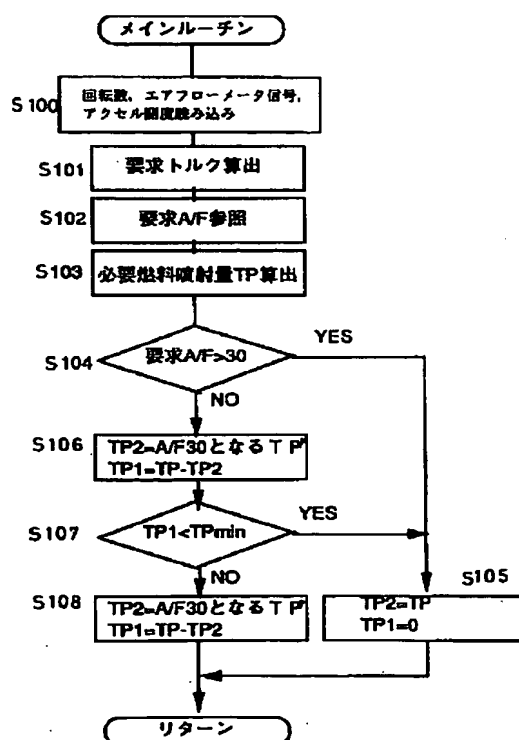 メインルーチン
S100
回転数，エアフローメータ信号，
アクセル開度読み込み
S101
要求トルク算出
S102
要求A/F参照
S103
必要燃料噴射量TP算出
S104
要求A/F>30
YES
NO
S106
TP2=A/F30となるTP'
TP1=TP-TP2
S107
TP1<TPmin
YES
NO
S105
TP2=TP
TP1=0
S108
TP2=A/F30となるTP'
TP1=TP-TP2
リターン